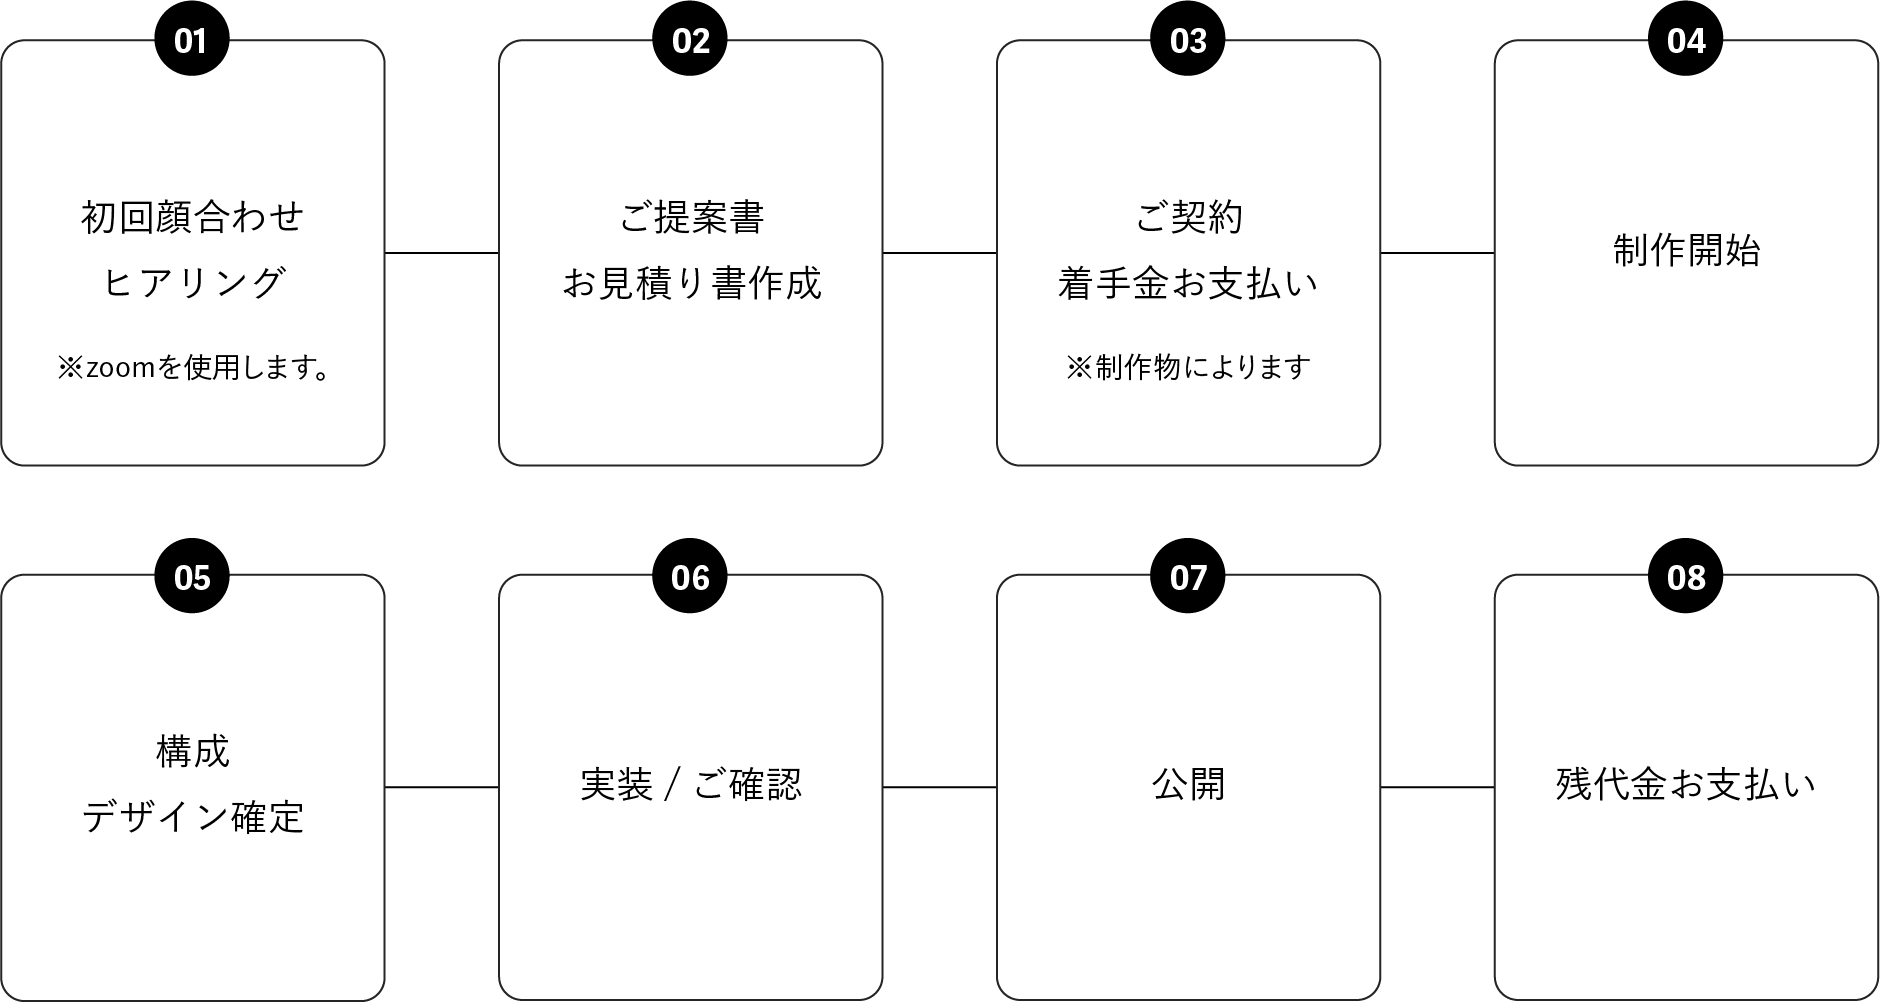 01
初回顔合わせ
ヒアリング
※zoomを使用します。
02
ご提案書
お見積り書作成
03
ご契約
着手金お支払い
※制作物によります
04
制作開始
05
構成
デザイン確定
06
実装 / ご確認
07
公開
08
残代金お支払い